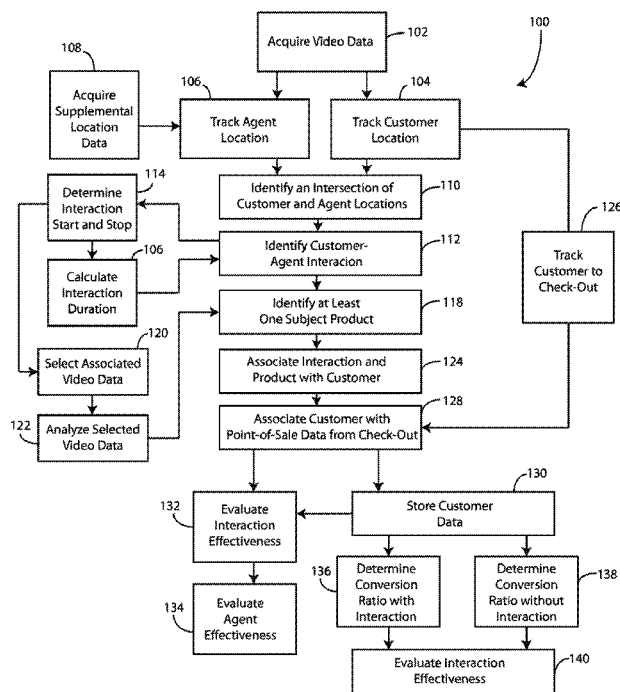 100
102
Acquire Video Data
108
Acquire
Supplemental
Location
Data
106
Track Agent
Location
104
Track Customer
Location
114
Determine
Interaction
Start and Stop
110
Identify an Intersection of
Customer and Agent Locations
126
Track
Customer to
Check-Out
106
Calculate
Interaction
Duration
112
Identify Customer-
Agent Interacion
118
Identify at Least
One Subject Product
120
Select Associated
Video Data
124
Associate Interaction and
Product with Customer
122
Analyze Selected
Video Data
128
Associate Customer with
Point-of-Sale Data from Check-Out
132
Evaluate
Interaction
Effectiveness
130
Store Customer
Data
134
Evaluate
Agent
Effectiveness
136
Determine
Conversion
Ratio with
Interaction
138
Determine
Conversion
Ratio without
Interaction
140
Evaluate Interaction
Effectiveness